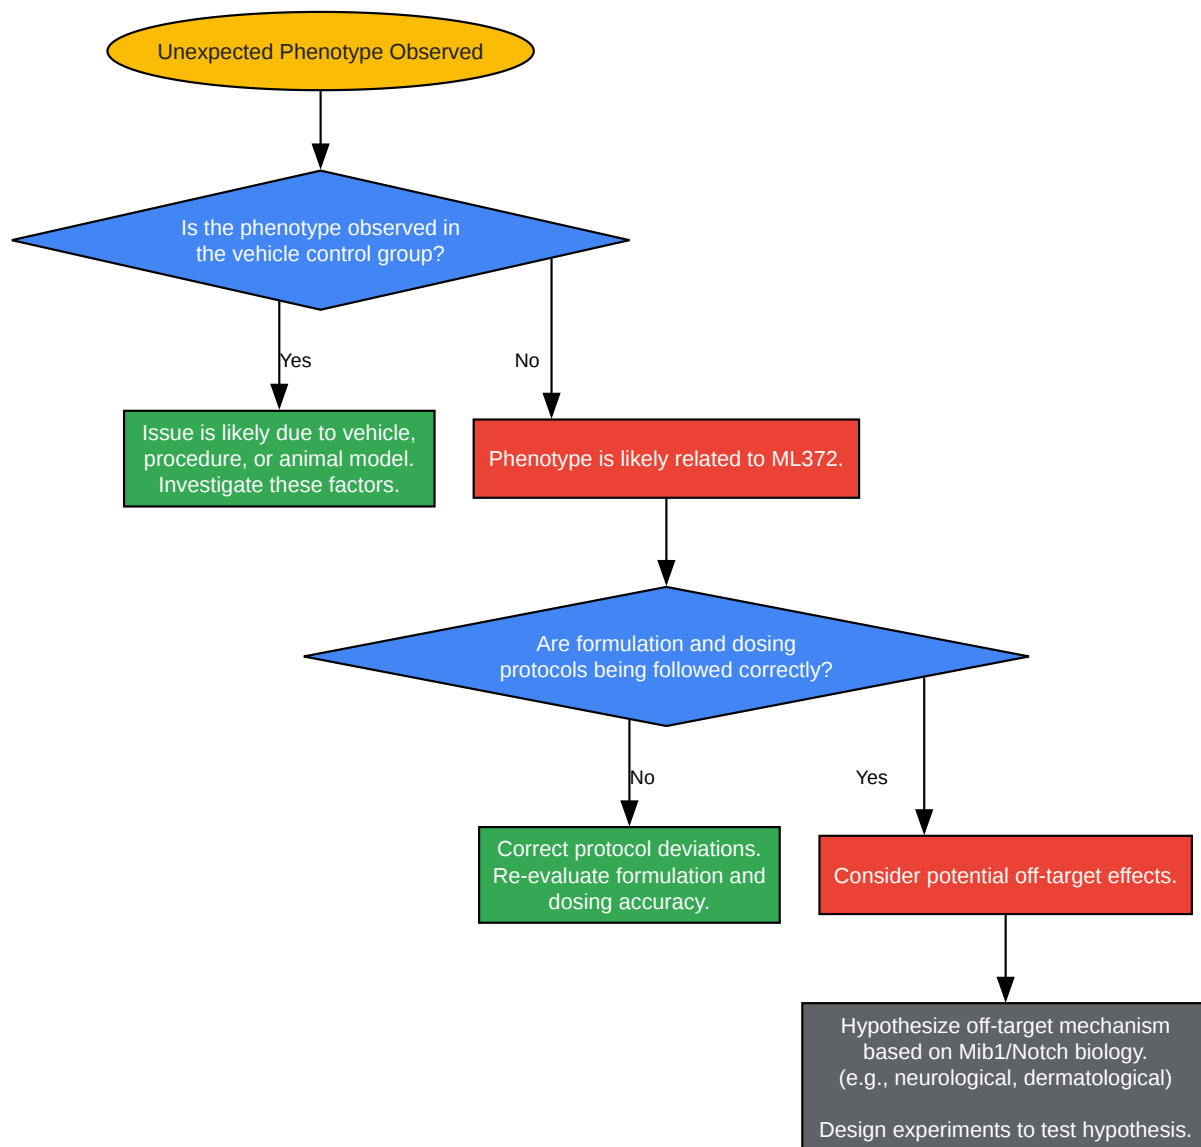 Unexpected Phenotype Observed
Is the phenotype observed in
the vehicle control group?
Yes
No
Issue is likely due to vehicle,
procedure, or animal model.
Investigate these factors.
Phenotype is likely related to ML372.
Are formulation and dosing
protocols being followed correctly?
No
Yes
Correct protocol deviations.
Re-evaluate formulation and
dosing accuracy.
Consider potential off-target effects.
Hypothesize off-target mechanism
based on Mib1/Notch biology.
(e.g., neurological, dermatological)
Design experiments to test hypothesis.